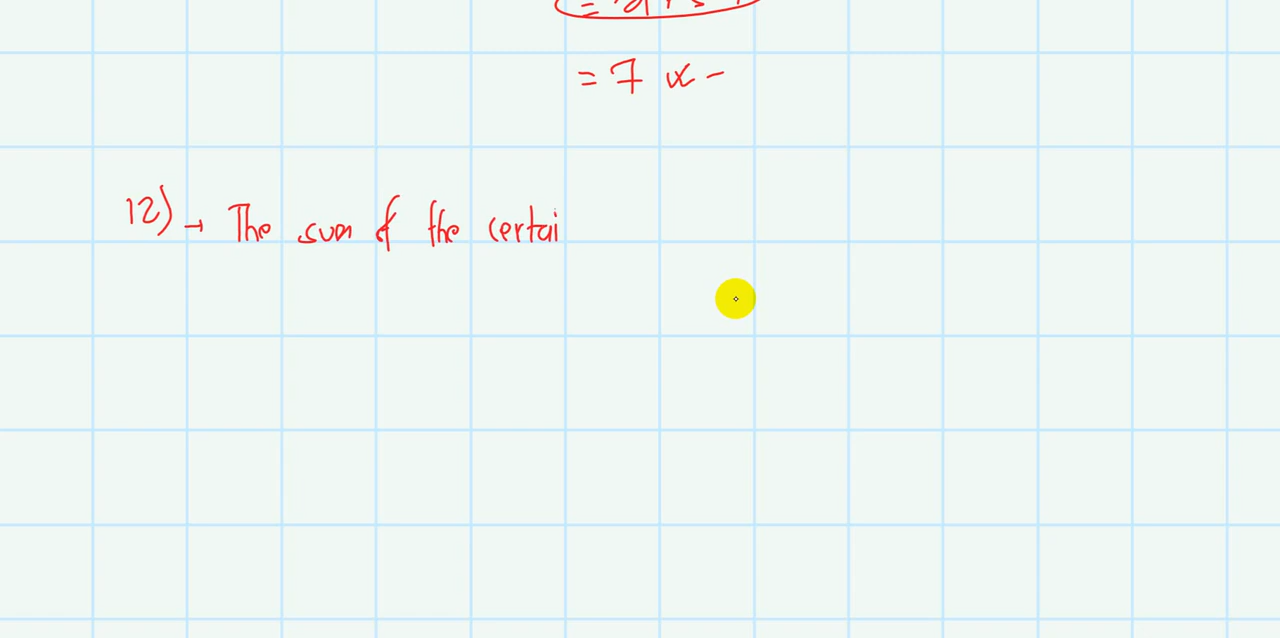 = 7 x -
12) → The sum of the certai